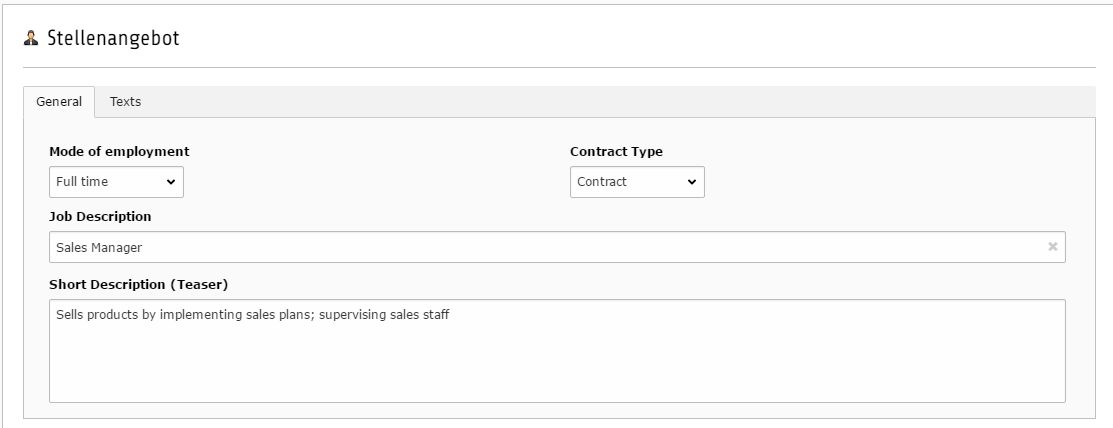 Stellenangebot
General Texts
Mode of employment Contract Type
Full time Contract
Job Description
Sales Manager
Short Description (Teaser)
Sells products by implementing sales plans; supervising sales staff